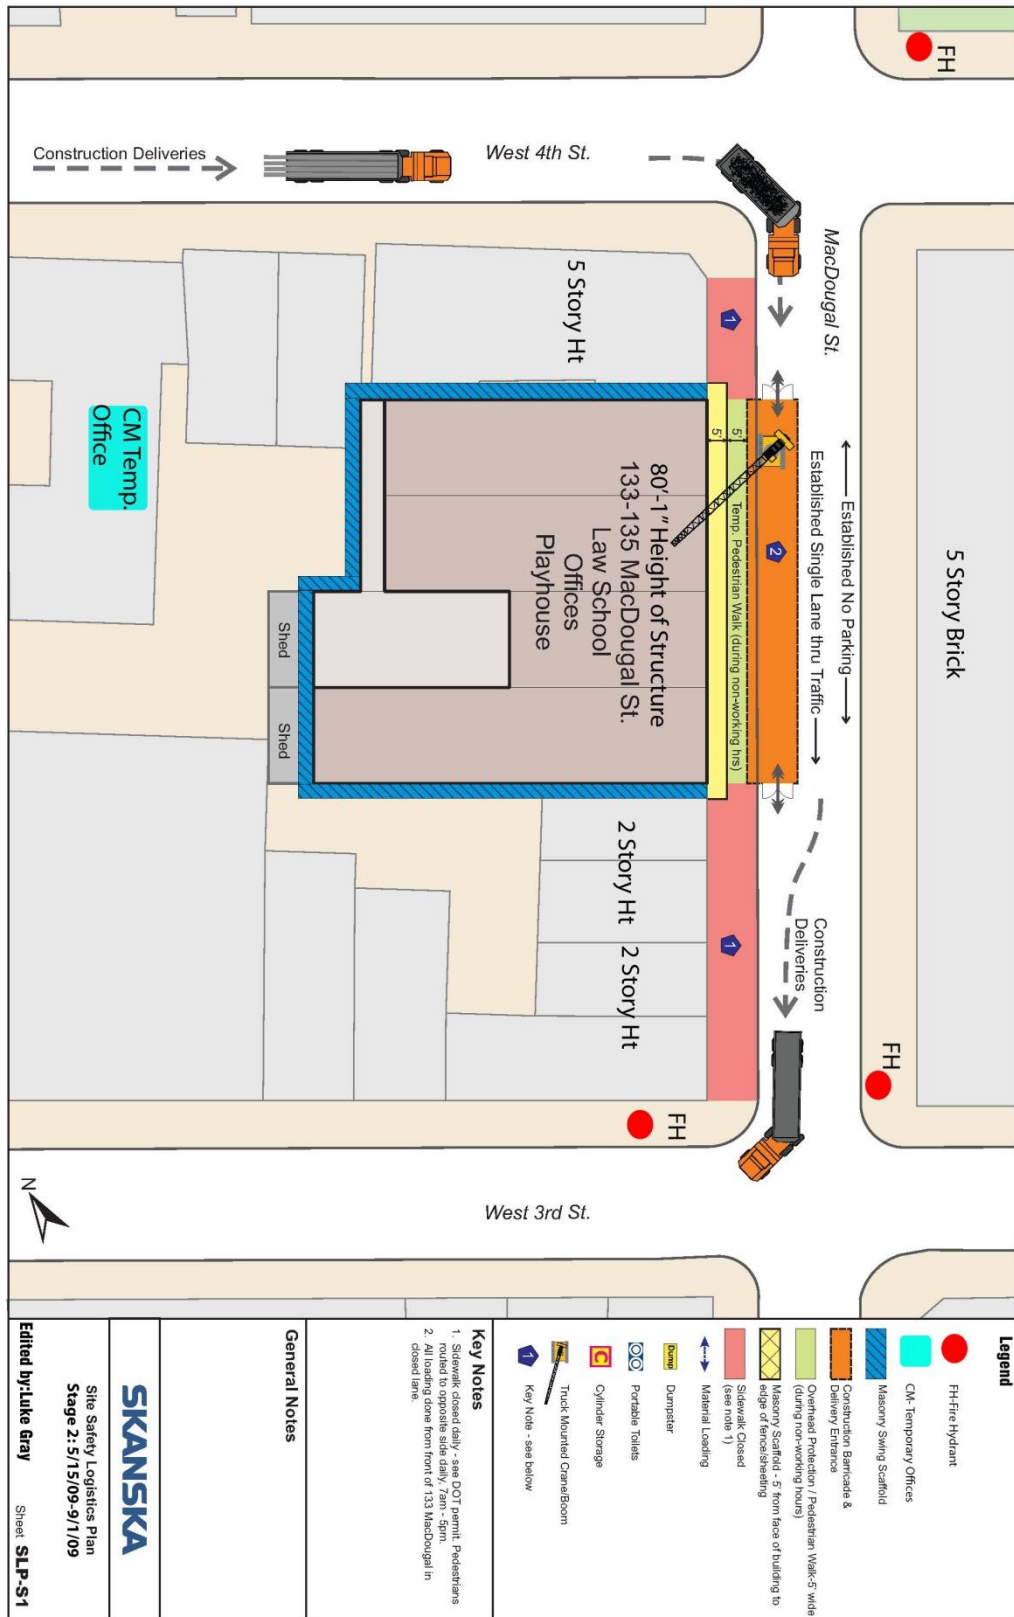 FH
Construction Deliveries
West 4th St.
MacDougal St.
5 Story Ht
1
CM Temp.
Office
5'
5'
80'-1" Height of Structure
133-135 MacDougal St.
Law School
Offices
Playhouse
Temp. Pedestrian Walk (during non-working hrs)
2
Established No Parking
Established Single Lane thru Traffic
5 Story Brick
Shed
Shed
2 Story Ht
2 Story Ht
1
Construction
Deliveries
FH
FH
West 3rd St.
N
Legend
FH-Fire Hydrant
CM- Temporary Offices
Masonry Swing Scaffold
Construction Barricade &
Delivery Entrance
Overhead Protection / Pedestrian Walk-5' wide
(during non-working hours)
Masonry Scaffold - 5' from face of building to
edge of fence/sheeting
Sidewalk Closed
(see note 1)
Material Loading
Dump
Dumpster
Portable Toilets
C
Cylinder Storage
Truck Mounted Crane/Boom
1
Key Note - see below
Key Notes
1. Sidewalk closed daily - see DOT permit. Pedestrians
routed to opposite side daily, 7am - 5pm.
2. All loading done from front of 133 MacDougal in
closed lane.
General Notes
SKANSKA
Site Safety Logistics Plan
Stage 2: 5/15/09-9/1/09
Edited by:Luke Gray
Sheet SLP-S1